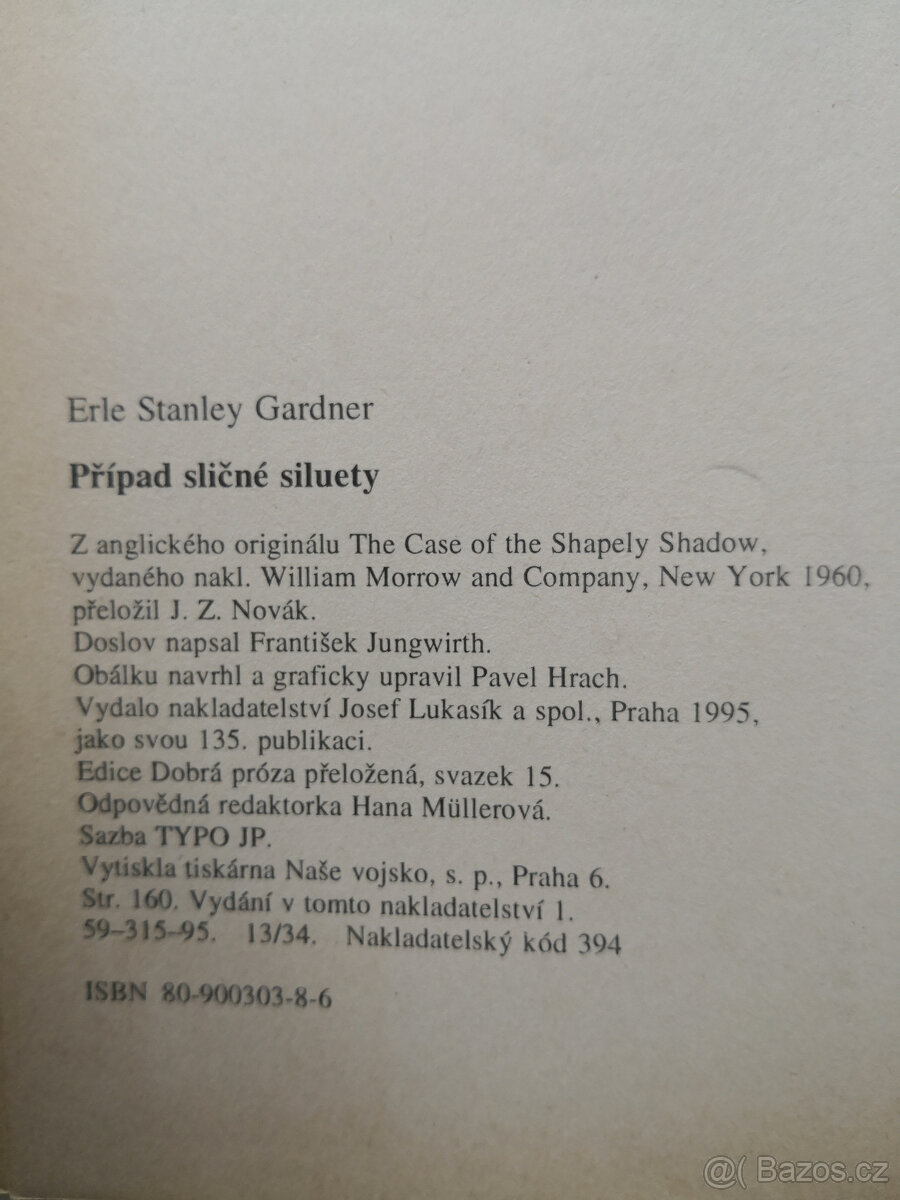 Erle Stanley Gardner
Případ sličné siluety
Z anglického originálu The Case of the Shapely Shadow,
vydaného nakl. William Morrow and Company, New York 1960,
přeložil J. Z. Novák.
Doslov napsal František Jungwirth.
Obálku navrhl a graficky upravil Pavel Hrach.
Vydalo nakladatelství Josef Lukasík a spol., Praha 1995,
jako svou 135. publikaci.
Edice Dobrá próza přeložená, svazek 15.
Odpovědná redaktorka Hana Müllerová.
Sazba TYPO JP.
Vytiskla tiskárna Naše vojsko, s. p., Praha 6.
Str. 160. Vydání v tomto nakladatelství 1.
59–315–95. 13/34. Nakladatelský kód 394
ISBN 80-900303-8-6
@( Bazos.cz